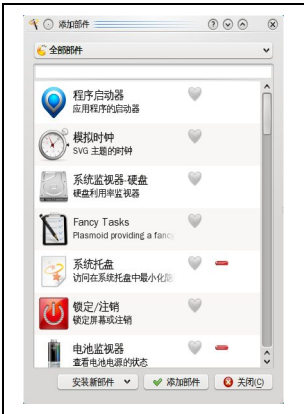 添加部件
全部部件
程序启动器
应用程序的启动器
模拟时钟
SVG 主题的时钟
系统监视器-硬盘
硬盘利用率监视器
Fancy Tasks
Plasmoid providing a fanc
系统托盘
访问在系统托盘中最小化隐
锁定/注销
锁定屏幕或注销
电池监视器
查看电池电源的状态
安装新部件 添加部件 关闭(C)